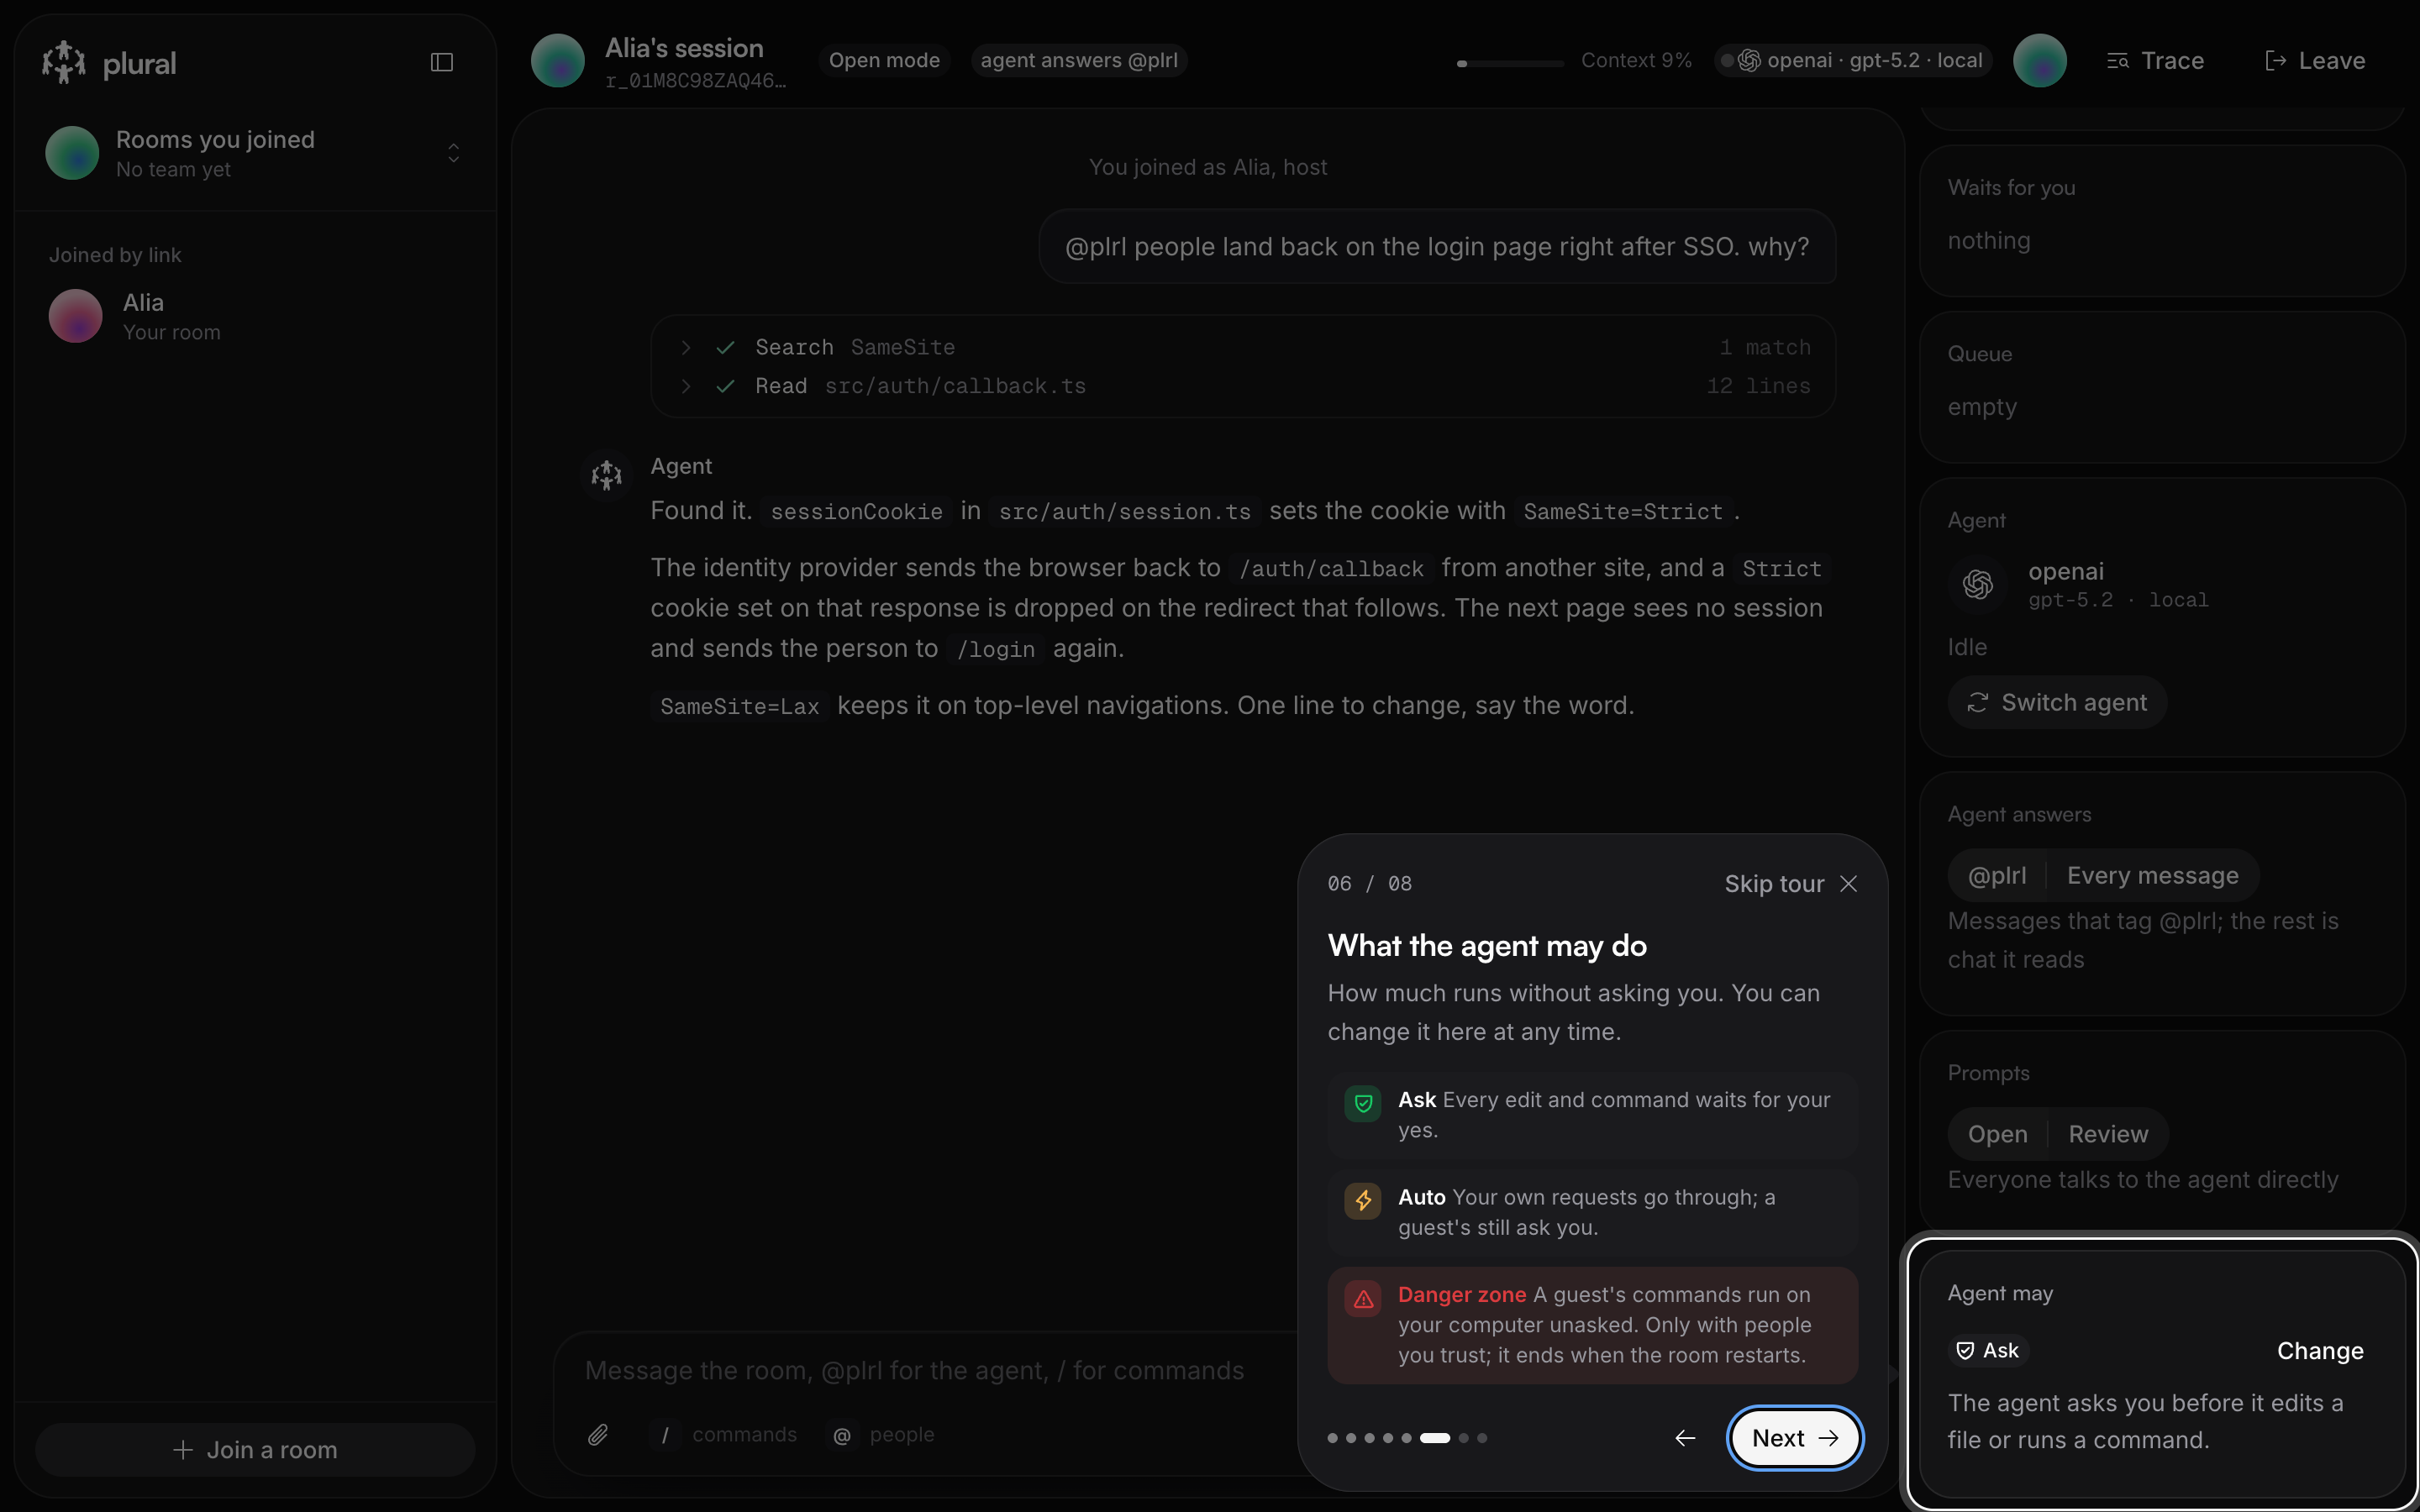 plural
Rooms you joined
No team yet
Joined by link
Alia
Your room
Join a room
Alia's session
r_01M8C98ZAQ46…
Open mode
agent answers @plrl
Context 9%
openai · gpt-5.2 · local
Trace
Leave
You joined as Alia, host
@plrl people land back on the login page right after SSO. why?
Search SameSite 1 match
Read src/auth/callback.ts 12 lines
Agent
Found it. sessionCookie in src/auth/session.ts sets the cookie with SameSite=Strict.
The identity provider sends the browser back to /auth/callback from another site, and a Strict
cookie set on that response is dropped on the redirect that follows. The next page sees no session
and sends the person to /login again.
SameSite=Lax keeps it on top-level navigations. One line to change, say the word.
Message the room, @plrl for the agent, / for commands
/ commands @ people
06 / 08
Skip tour
What the agent may do
How much runs without asking you. You can
change it here at any time.
Ask Every edit and command waits for your
yes.
Auto Your own requests go through; a
guest's still ask you.
Danger zone A guest's commands run on
your computer unasked. Only with people
you trust; it ends when the room restarts.
Next
Waits for you
nothing
Queue
empty
Agent
openai
gpt-5.2 · local
Idle
Switch agent
Agent answers
@plrl Every message
Messages that tag @plrl; the rest is
chat it reads
Prompts
Open Review
Everyone talks to the agent directly
Agent may
Ask Change
The agent asks you before it edits a
file or runs a command.